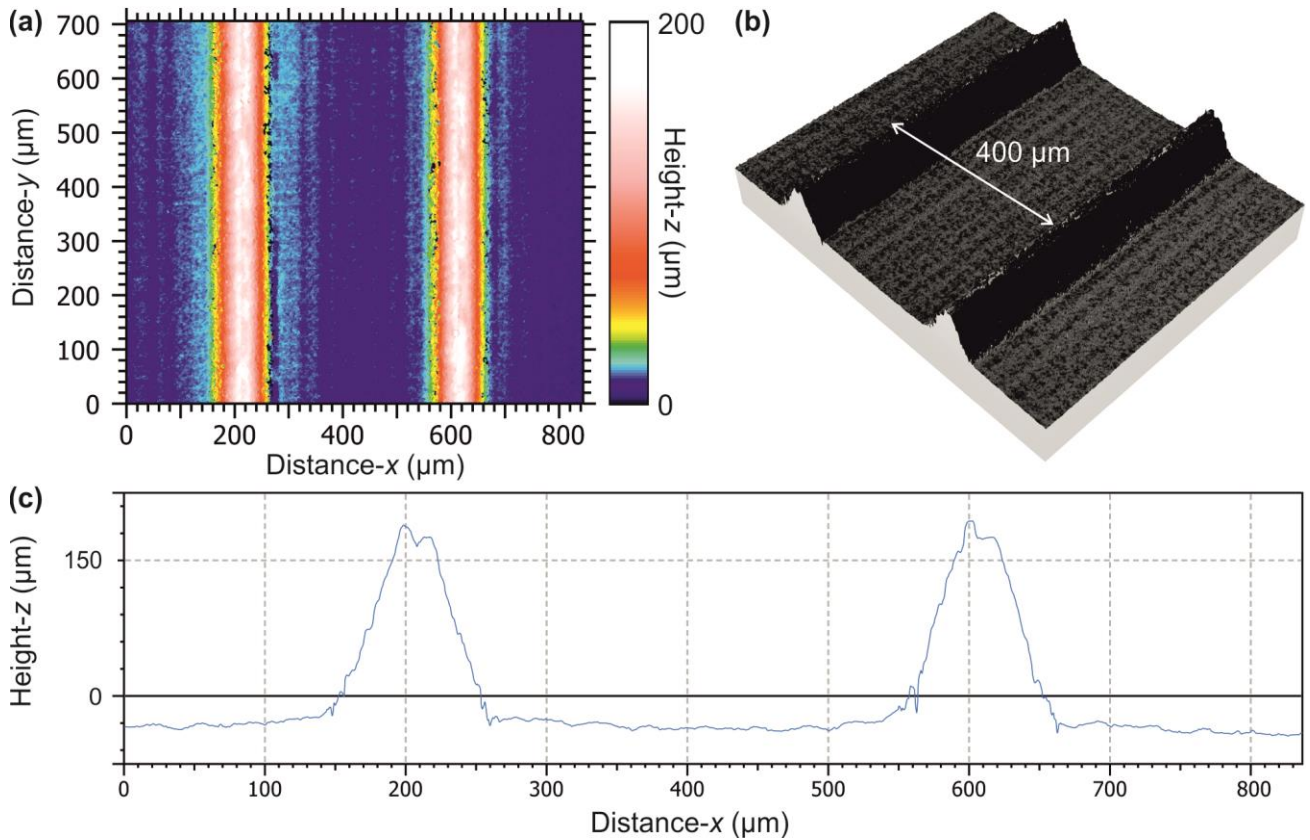 (a)
700
600
500
400
300
200
100
0
Distance-y (µm)
0 200 400 600 800
Distance-x (µm)
200
0
Height-z (µm)
(b)
400 µm
(c)
150
0
Height-z (µm)
0 100 200 300 400 500 600 700 800
Distance-x (µm)